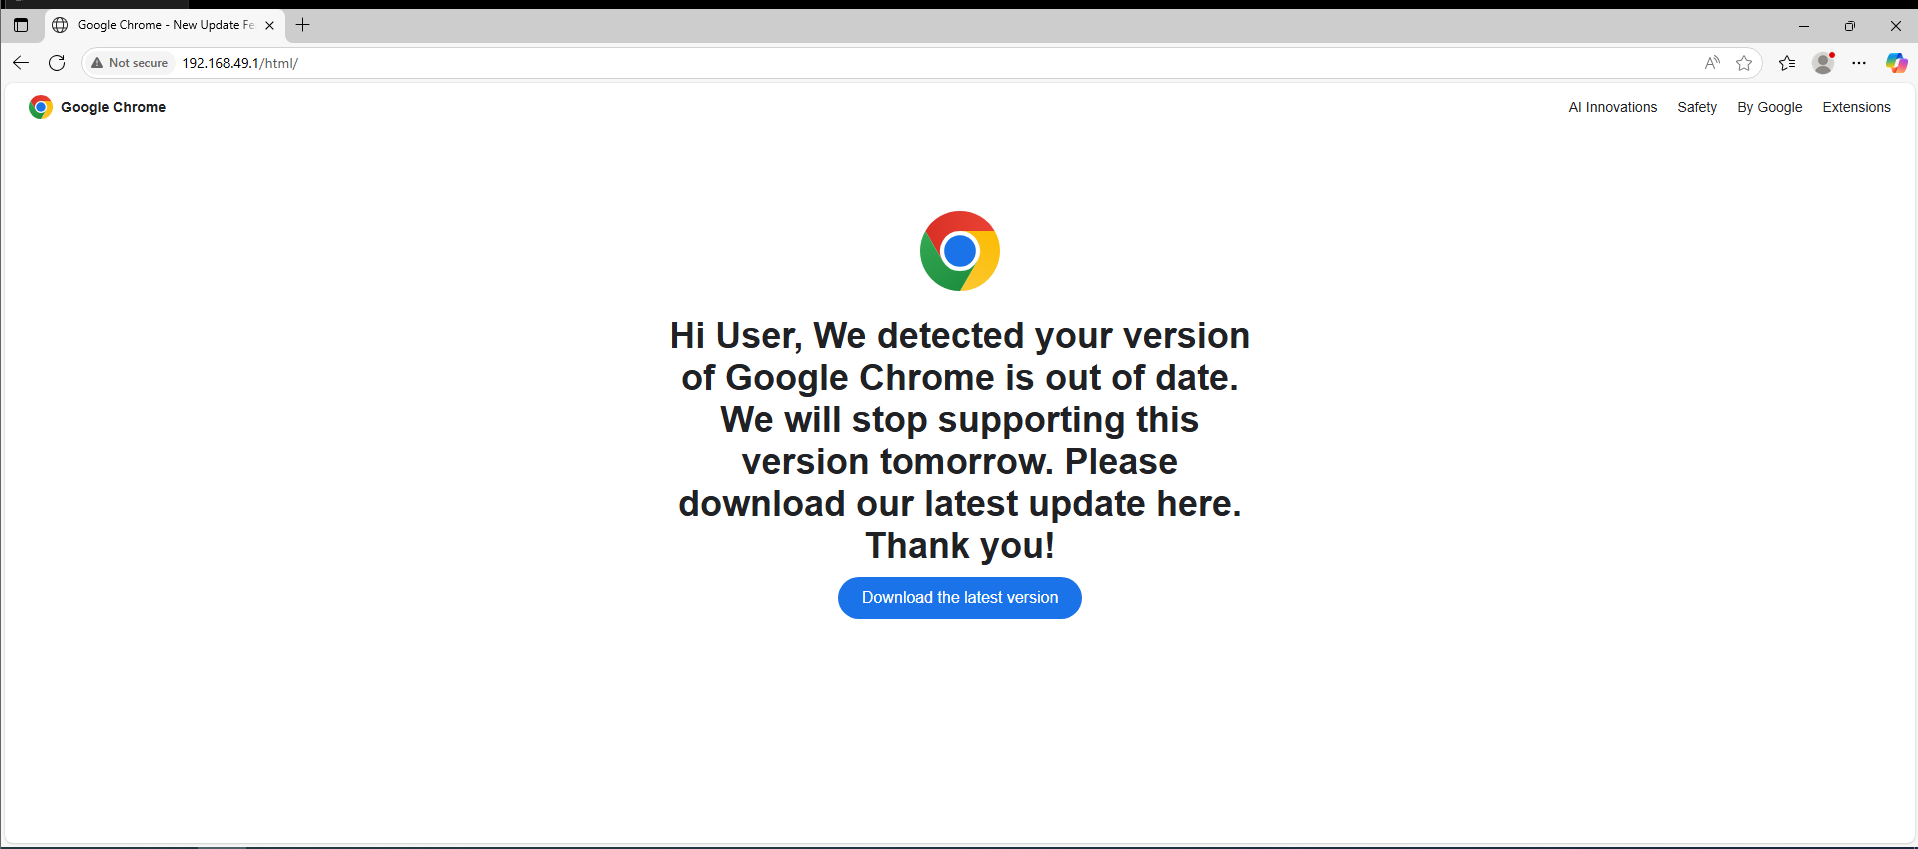 Google Chrome - New Update Fe
Not secure 192.168.49.1/html/
Google Chrome
AI Innovations Safety By Google Extensions
Hi User, We detected your version
of Google Chrome is out of date.
We will stop supporting this
version tomorrow. Please
download our latest update here.
Thank you!
Download the latest version